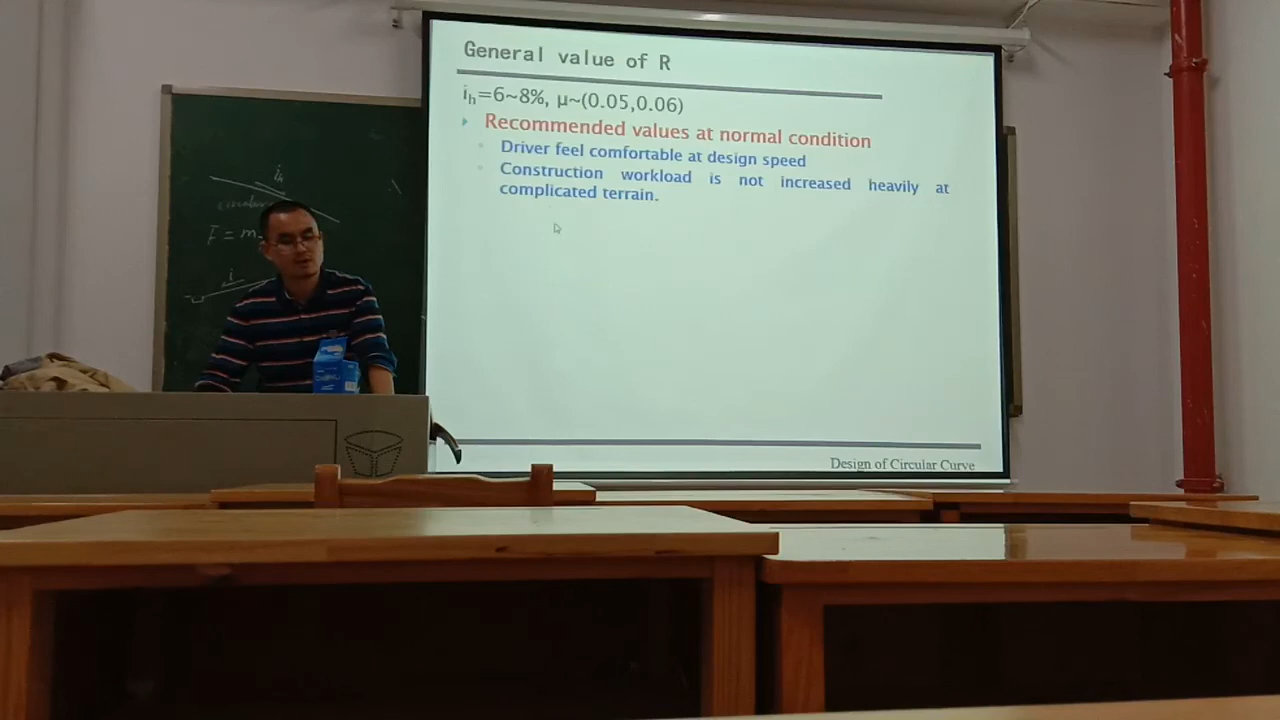 General value of R
iₕ=6~8%, μ~(0.05,0.06)
Recommended values at normal condition
Driver feel comfortable at design speed
Construction workload is not increased heavily at
complicated terrain.
Design of Circular Curve
iₕ
F = m
i